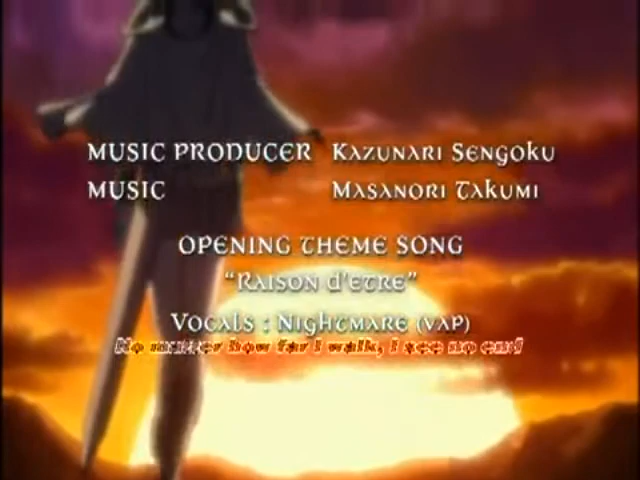 MUSIC PRODUCER Kazunari Sengoku
MUSIC Masanori Takumi
OPENING THEME SONG
“Raison d'etre”
Vocals : Nightmare (vap)
No matter how far I walk, I see no end